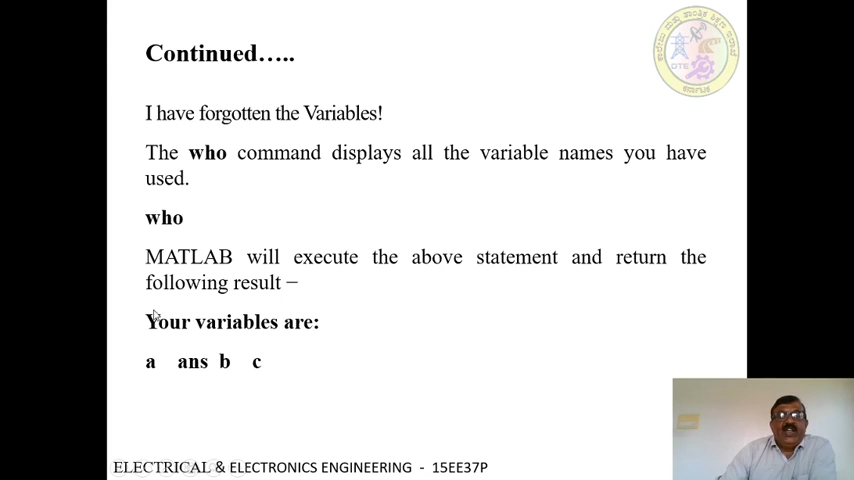 Continued…..
I have forgotten the Variables!
The who command displays all the variable names you have
used.
who
MATLAB will execute the above statement and return the
following result −
Your variables are:
a ans b c
DTE
ELECTRICAL & ELECTRONICS ENGINEERING - 15EE37P